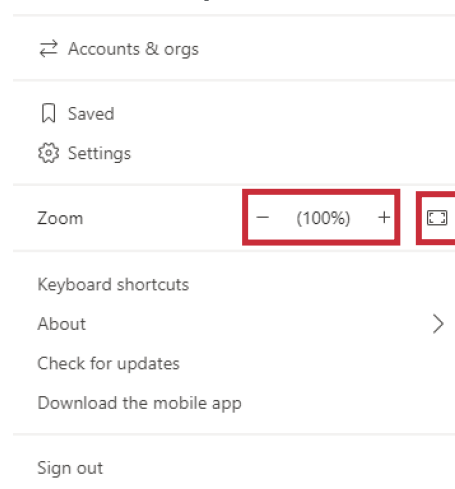 Accounts & orgs
Saved
Settings
Zoom − (100%) +
Keyboard shortcuts
About
Check for updates
Download the mobile app
Sign out